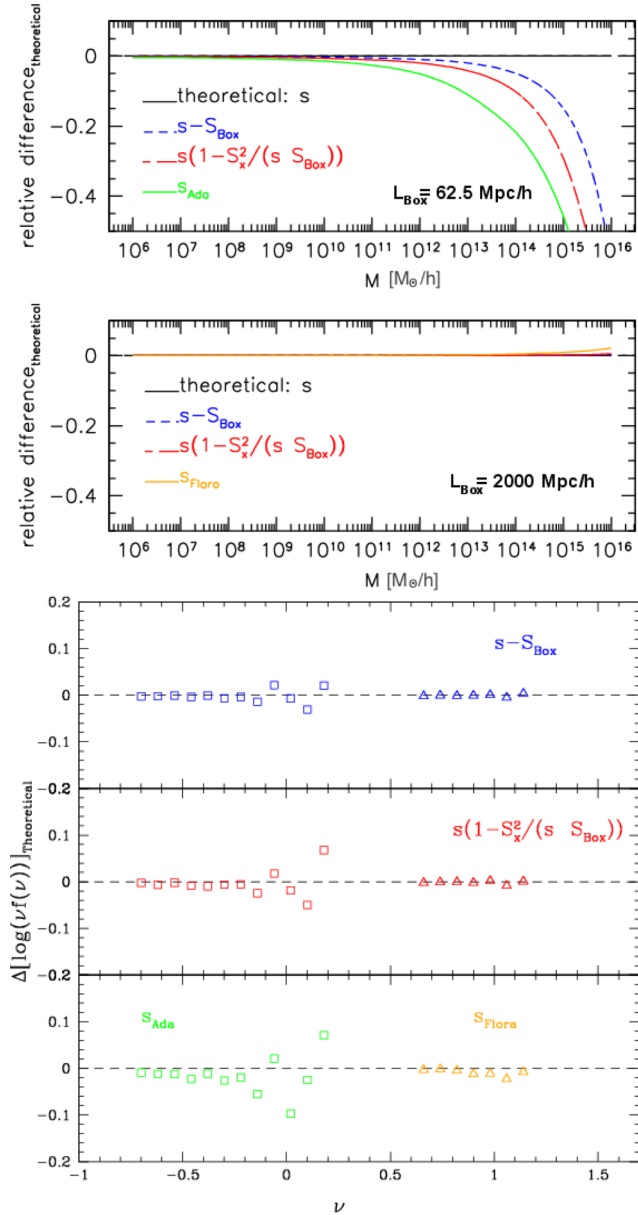 relative difference_theoretical
0
−0.2
−0.4
theoretical: s
s−S_Box
s(1−S_x^2/(s S_Box))
s_Ada
L_Box= 62.5 Mpc/h
10^6 10^7 10^8 10^9 10^10 10^11 10^12 10^13 10^14 10^15 10^16
M [M_⊙/h]
relative difference_theoretical
0
−0.2
−0.4
theoretical: s
s−S_Box
s(1−S_x^2/(s S_Box))
s_Flora
L_Box= 2000 Mpc/h
10^6 10^7 10^8 10^9 10^10 10^11 10^12 10^13 10^14 10^15 10^16
M [M_⊙/h]
Δ[log(νf(ν))]_Theoretical
0.2
0.1
0
−0.1
s−S_Box
0.2
0.1
0
−0.1
s(1−S_x^2/(s S_Box))
0.2
0.1
0
−0.1
−0.2
s_Ada s_Flora
−1 −0.5 0 0.5 1 1.5
ν